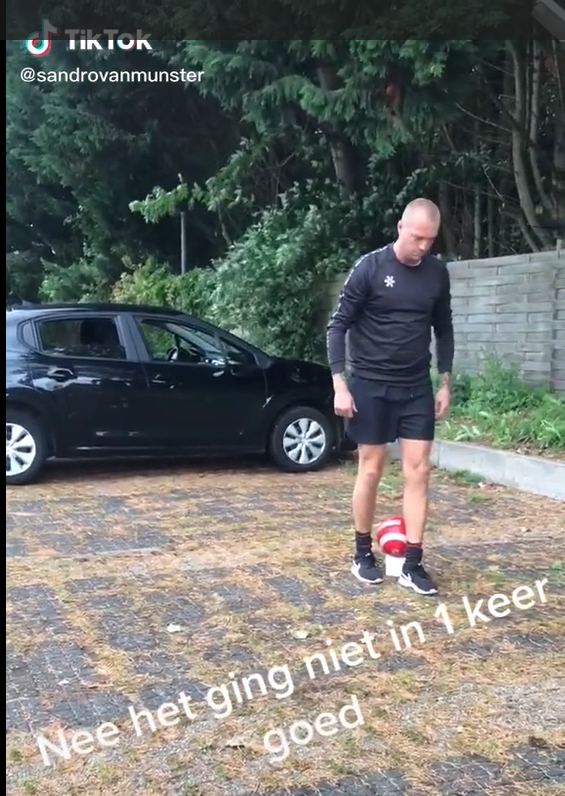 TikTok
@sandrovanmunster
Nee het ging niet in 1 keer
goed